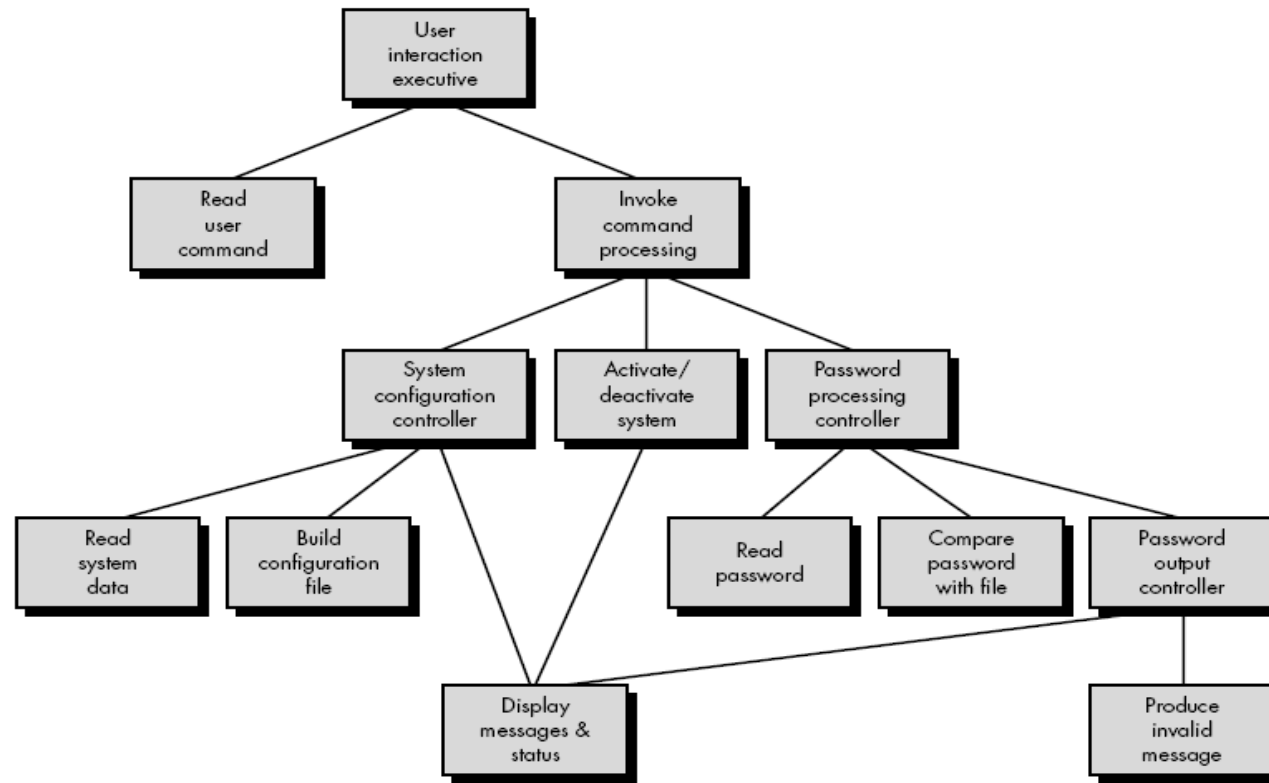 User
interaction
executive
Read
user
command
Invoke
command
processing
System
configuration
controller
Activate/
deactivate
system
Password
processing
controller
Read
system
data
Build
configuration
file
Read
password
Compare
password
with file
Password
output
controller
Display
messages &
status
Produce
invalid
message